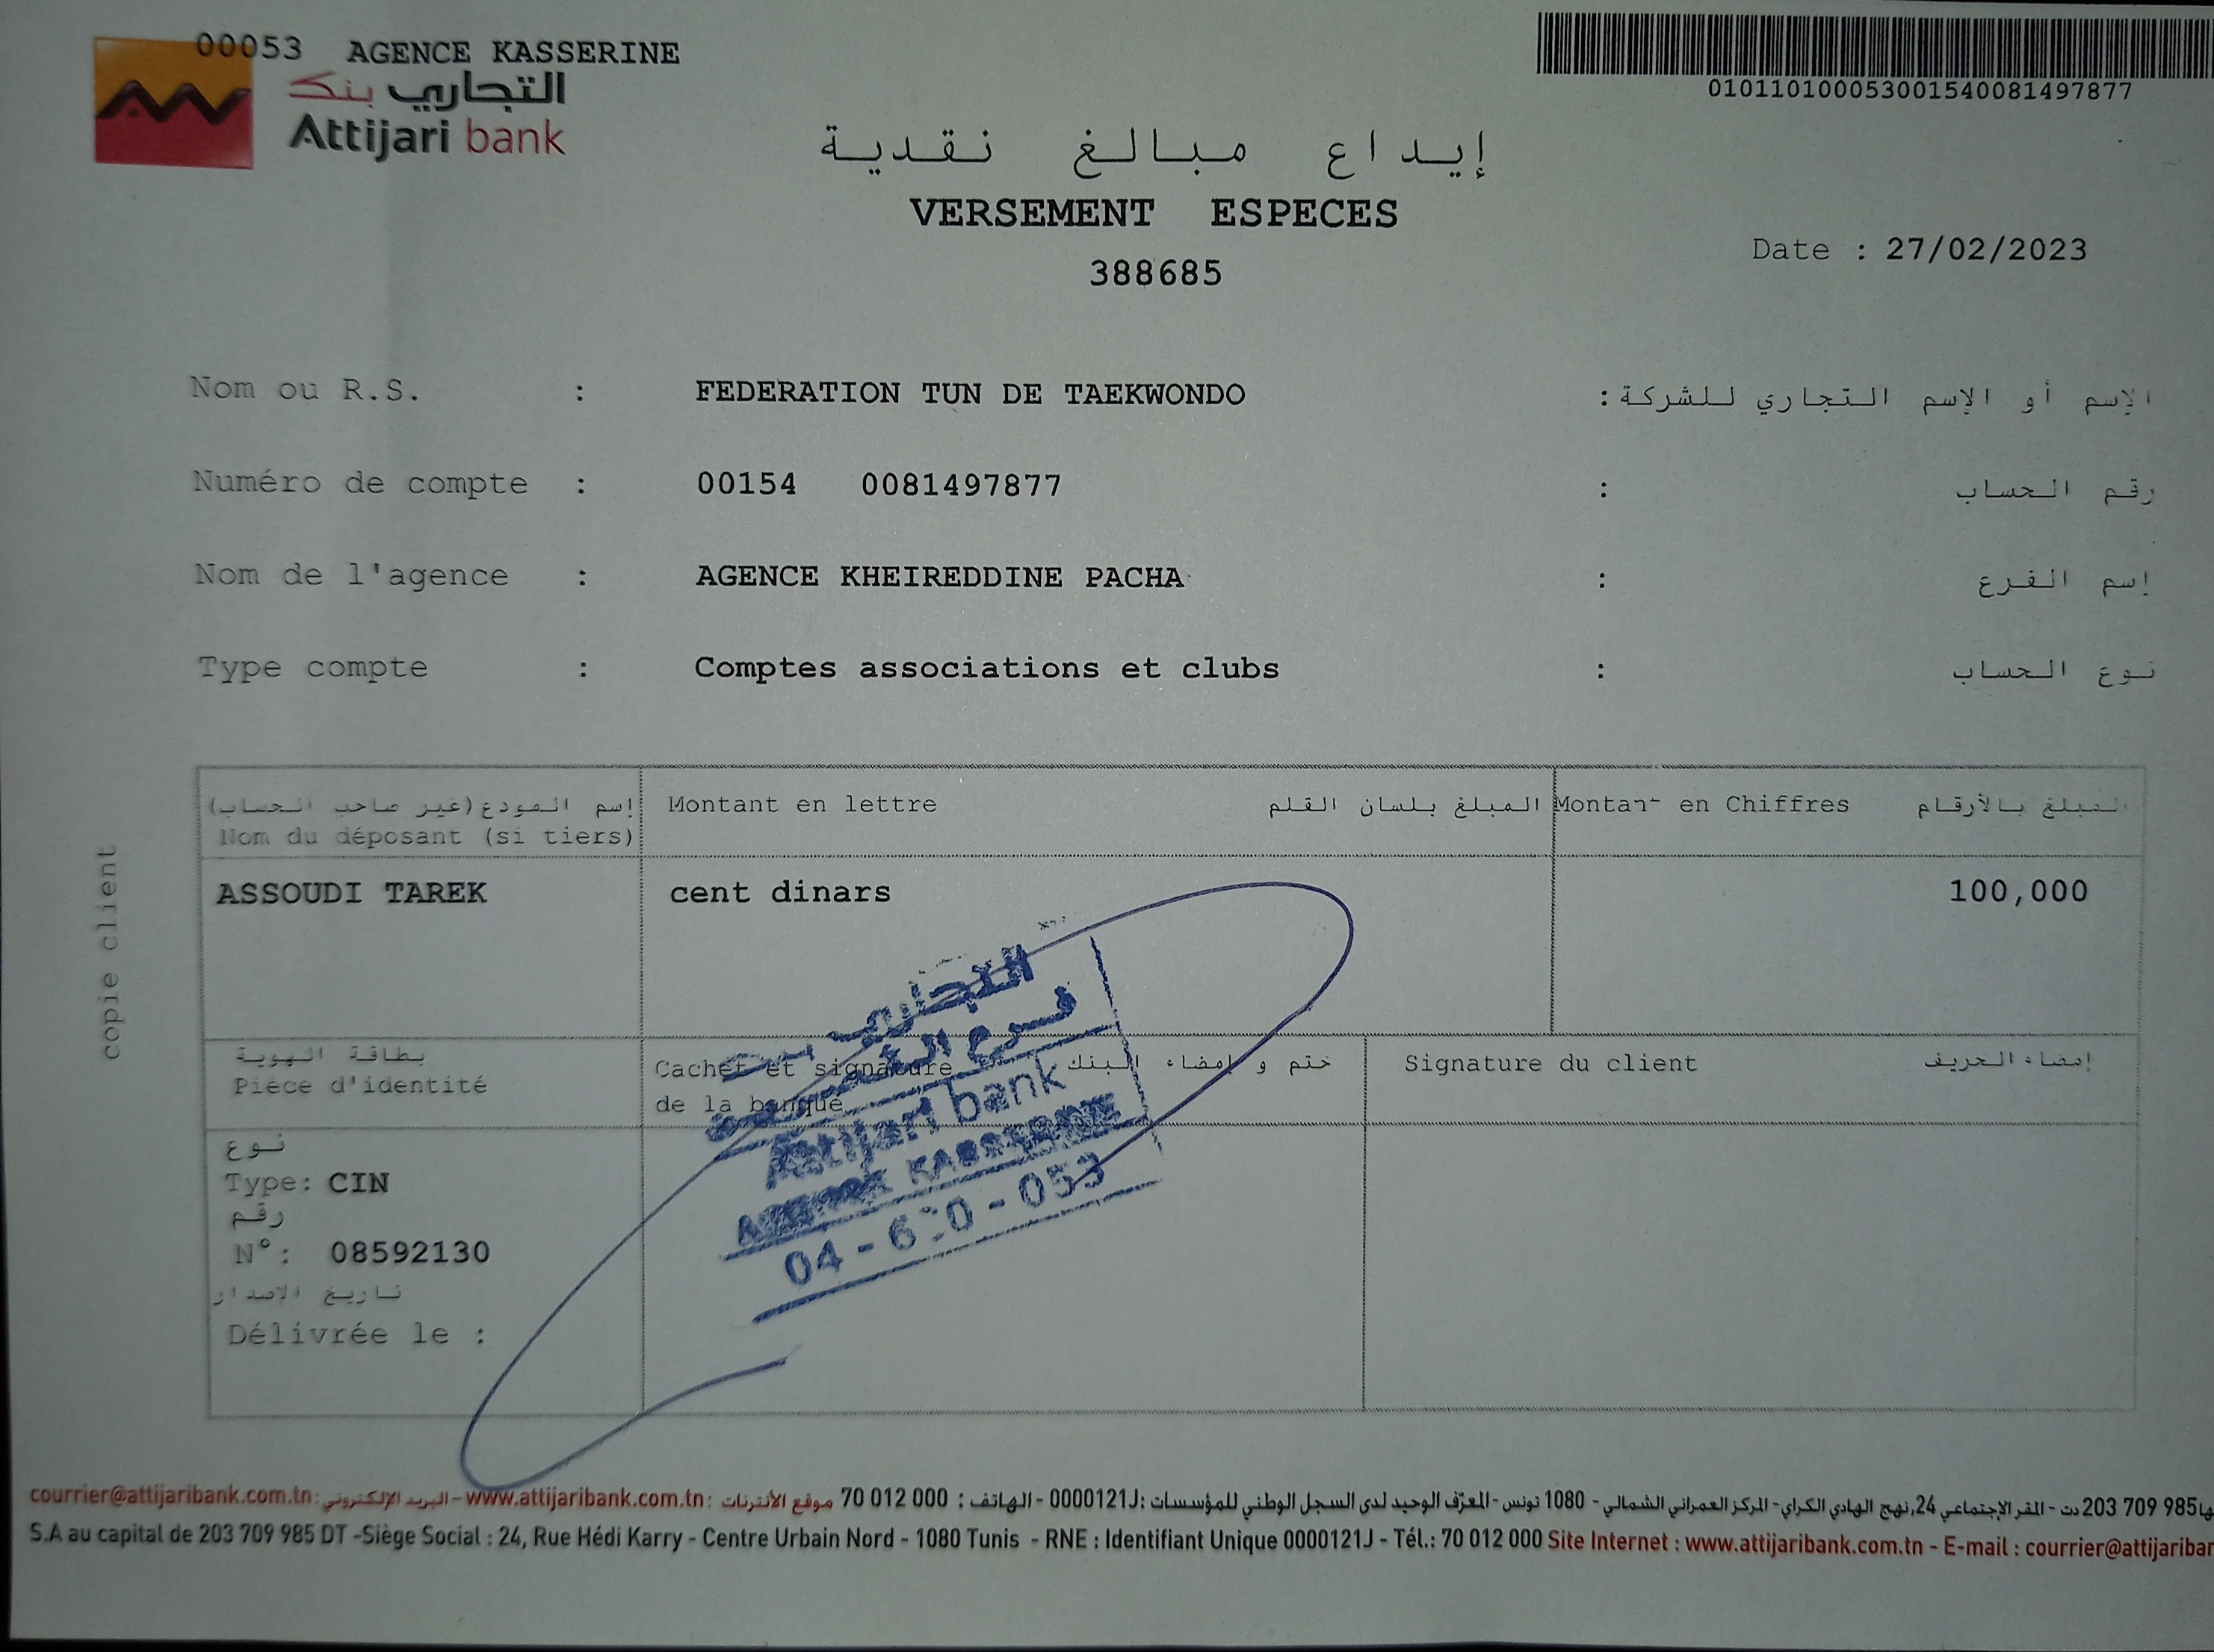 00053 AGENCE KASSERINE
التجاري بنك
Attijari bank
010110100053001540081497877
إيداع مبالغ نقدية
VERSEMENT ESPECES
388685
Date : 27/02/2023
Nom ou R.S. : FEDERATION TUN DE TAEKWONDO الإسم أو الإسم التجاري للشركة :
Numéro de compte : 00154 0081497877 رقم الحساب :
Nom de l'agence : AGENCE KHEIREDDINE PACHA إسم الفرع :
Type compte : Comptes associations et clubs نوع الحساب :
إسم المودع (غير صاحب الحساب)
Nom du déposant (si tiers)
Montant en lettre المبلغ بلسان القلم
Montant en Chiffres المبلغ بالأرقام
ASSOUDI TAREK
cent dinars
100,000
copie client
بطاقة الهوية
Pièce d'identité
Cachet et signature ختم و إمضاء البنك
de la banque
Signature du client إمضاء الحريف
نوع
Type: CIN
رقم
N°: 08592130
تاريخ الاصدار
Délivrée le :
التجاري
فرع
Attijari bank
KASSERINE
courrier@attijaribank.com.tn : البريد الإلكتروني – www.attijaribank.com.tn : موقع الأنترنات 70 012 000 : الهاتف - 0000121J: المعرّف الوحيد لدى السجل الوطني للمؤسسات - تونس 1080 - المركز العمراني الشمالي - نهج الهادي الكراي, 24 المقر الإجتماعي - دت 203 709 985
S.A au capital de 203 709 985 DT -Siège Social : 24, Rue Hédi Karry - Centre Urbain Nord - 1080 Tunis - RNE : Identifiant Unique 0000121J - Tél.: 70 012 000 Site Internet : www.attijaribank.com.tn - E-mail : courrier@attijaribar